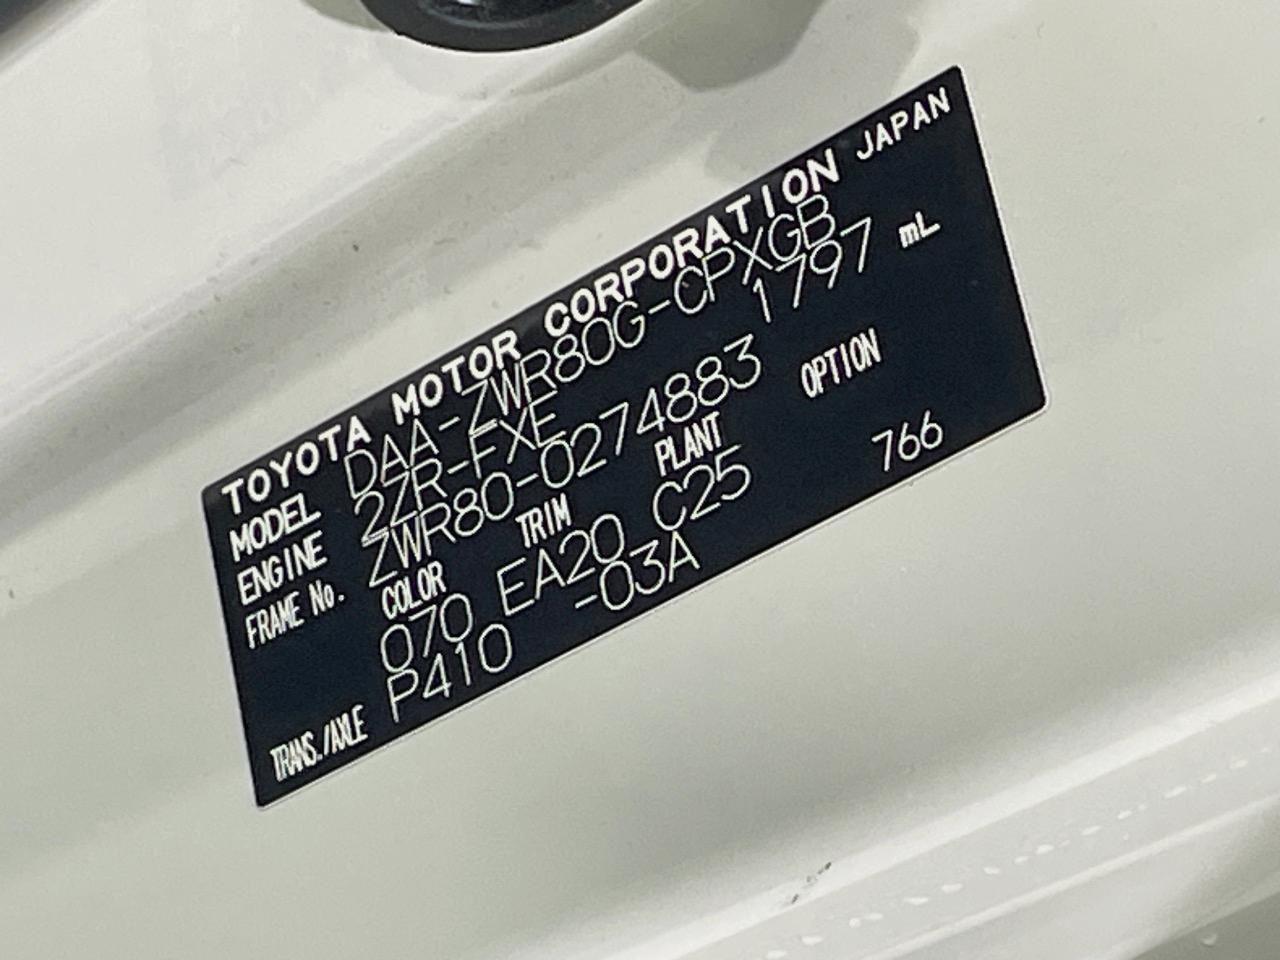 TOYOTA MOTOR CORPORATION JAPAN
MODEL DAA-ZWR80G-CPXGB
ENGINE 2ZR-FXE 1797 mL
FRAME No. ZWR80-0274883
COLOR TRIM PLANT OPTION
070 EA20 C25 766
TRANS./AXLE P410 -03A